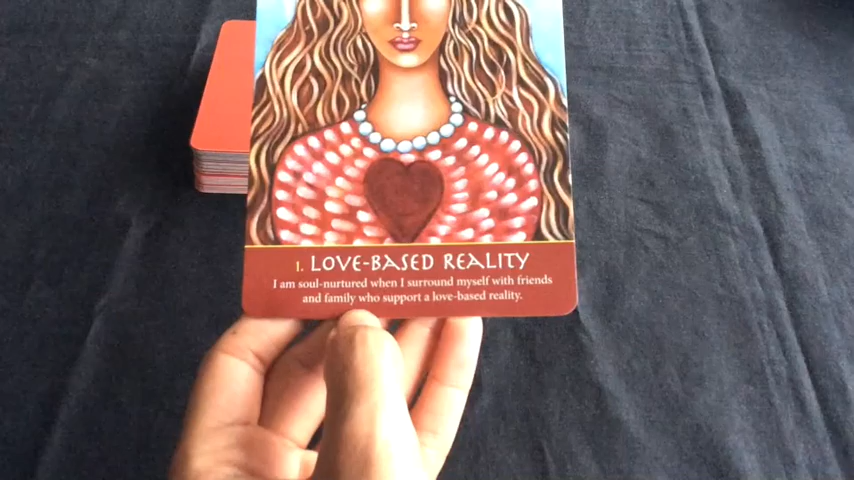 1. LOVE-BASED REALITY
I am soul-nurtured when I surround myself with friends
and family who support a love-based reality.